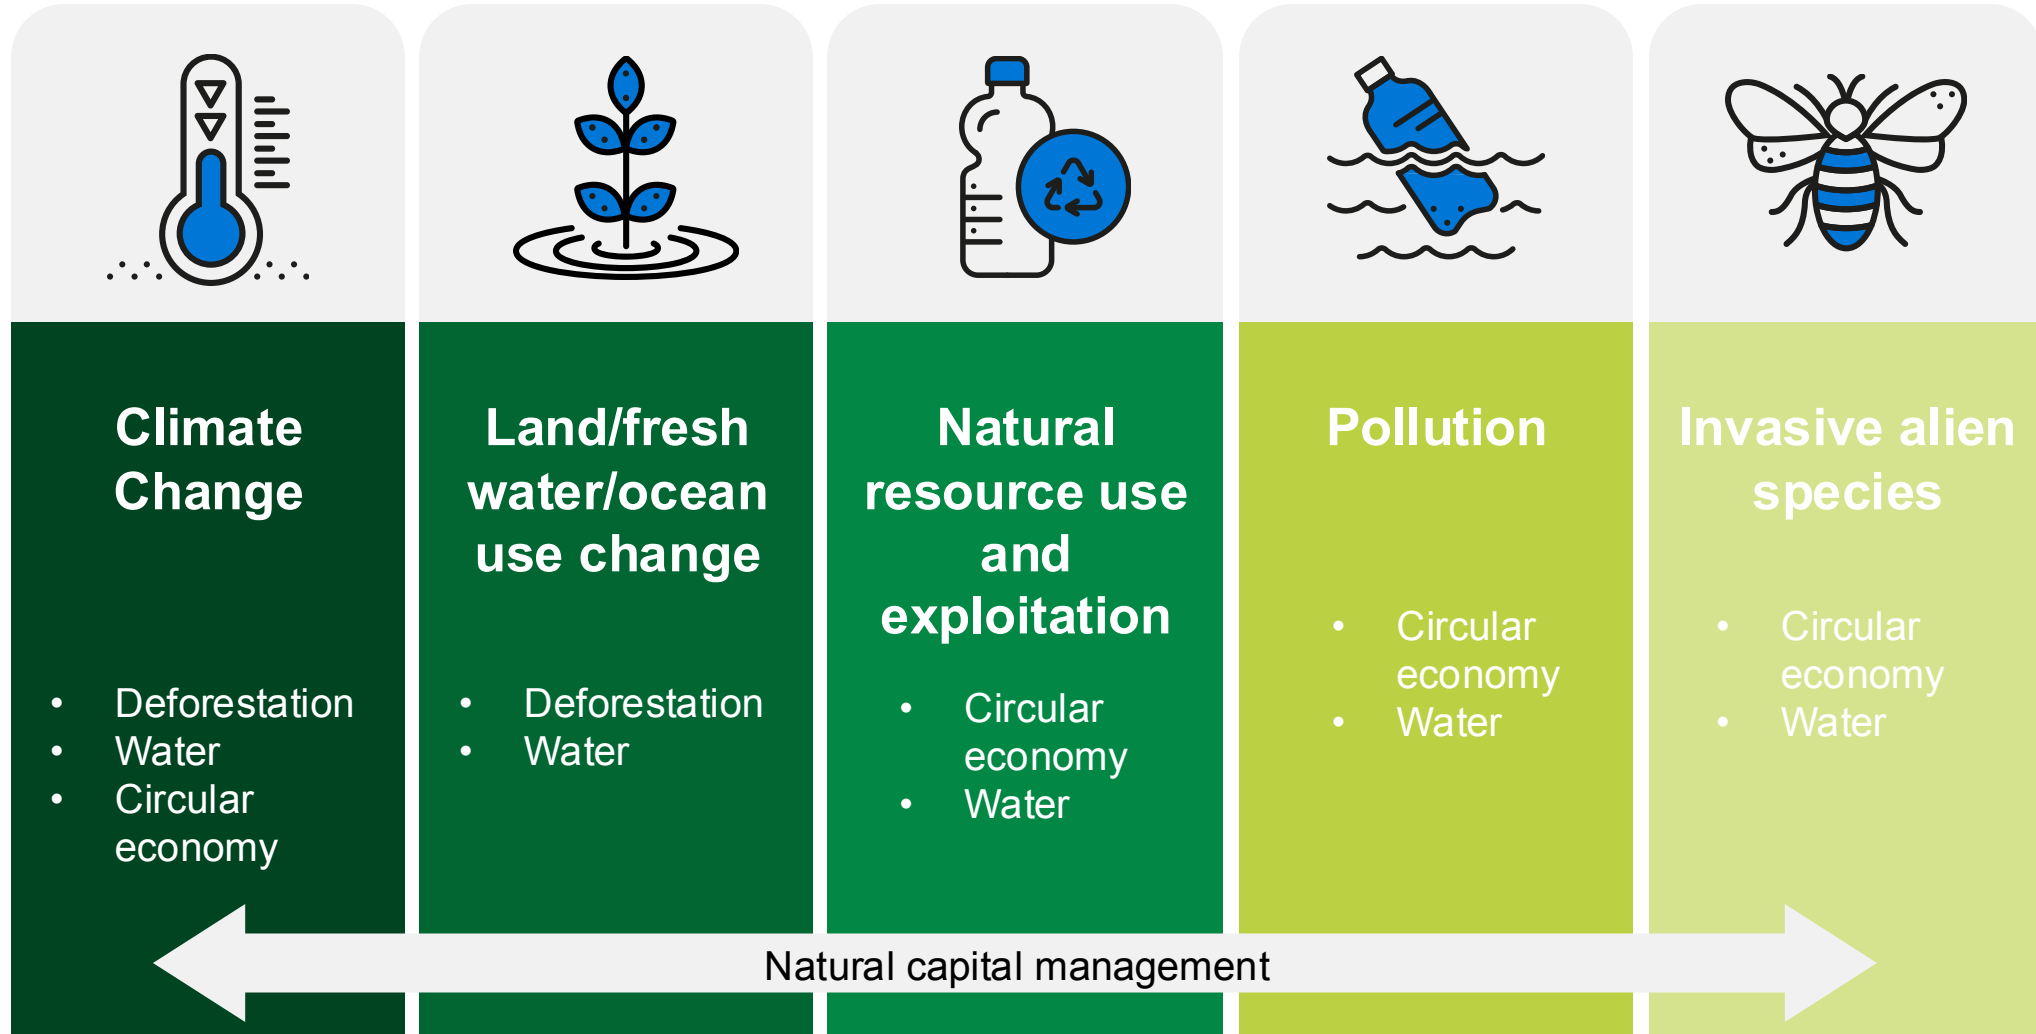 Climate
Change
• Deforestation
• Water
• Circular
economy
Land/fresh
water/ocean
use change
• Deforestation
• Water
Natural
resource use
and
exploitation
• Circular
economy
• Water
Pollution
• Circular
economy
• Water
Invasive alien
species
• Circular
economy
• Water
Natural capital management